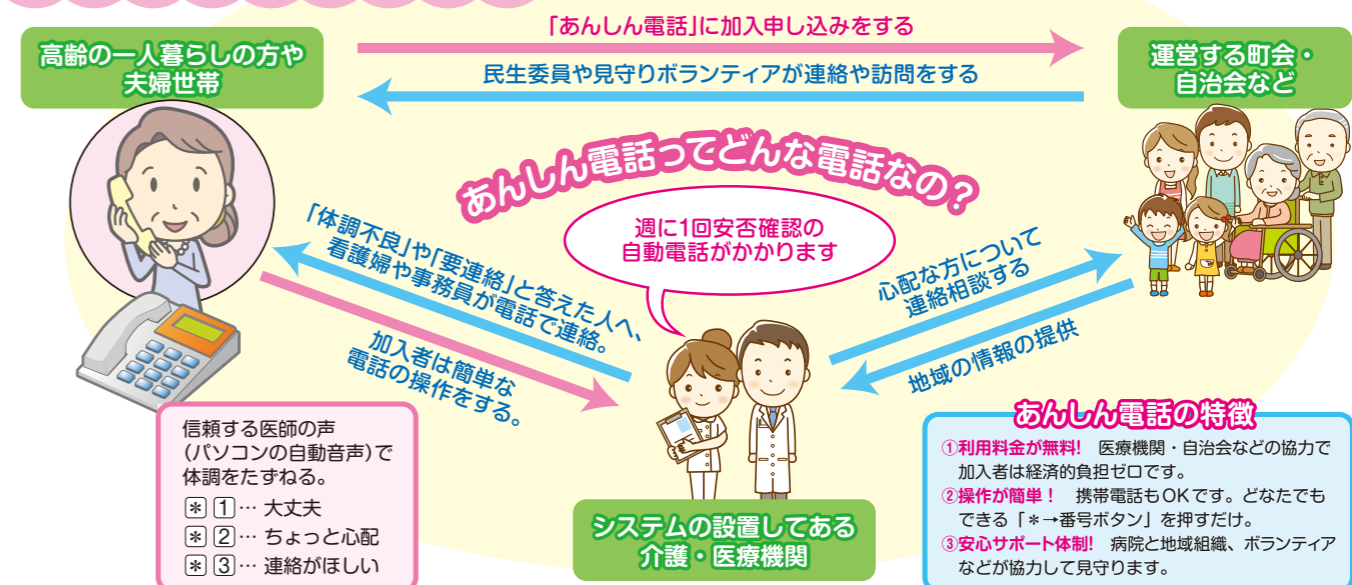 「あんしん電話」に加入申し込みをする
高齢の一人暮らしの方や
夫婦世帯
運営する町会・
自治会など
民生委員や見守りボランティアが連絡や訪問をする
あんしん電話ってどんな電話なの？
週に1回安否確認の
自動電話がかかります
「体調不良」や「要連絡」と答えた人へ、
看護婦や事務員が電話で連絡。
加入者は簡単な
電話の操作をする。
心配な方について
連絡相談する
地域の情報の提供
信頼する医師の声
（パソコンの自動音声）で
体調をたずねる。
＊ 1 … 大丈夫
＊ 2 … ちょっと心配
＊ 3 … 連絡がほしい
システムの設置してある
介護・医療機関
あんしん電話の特徴
①利用料金が無料！ 医療機関・自治会などの協力で
加入者は経済的負担ゼロです。
②操作が簡単！ 携帯電話もOKです。どなたでも
できる「＊→番号ボタン」を押すだけ。
③安心サポート体制！ 病院と地域組織、ボランティア
などが協力して見守ります。